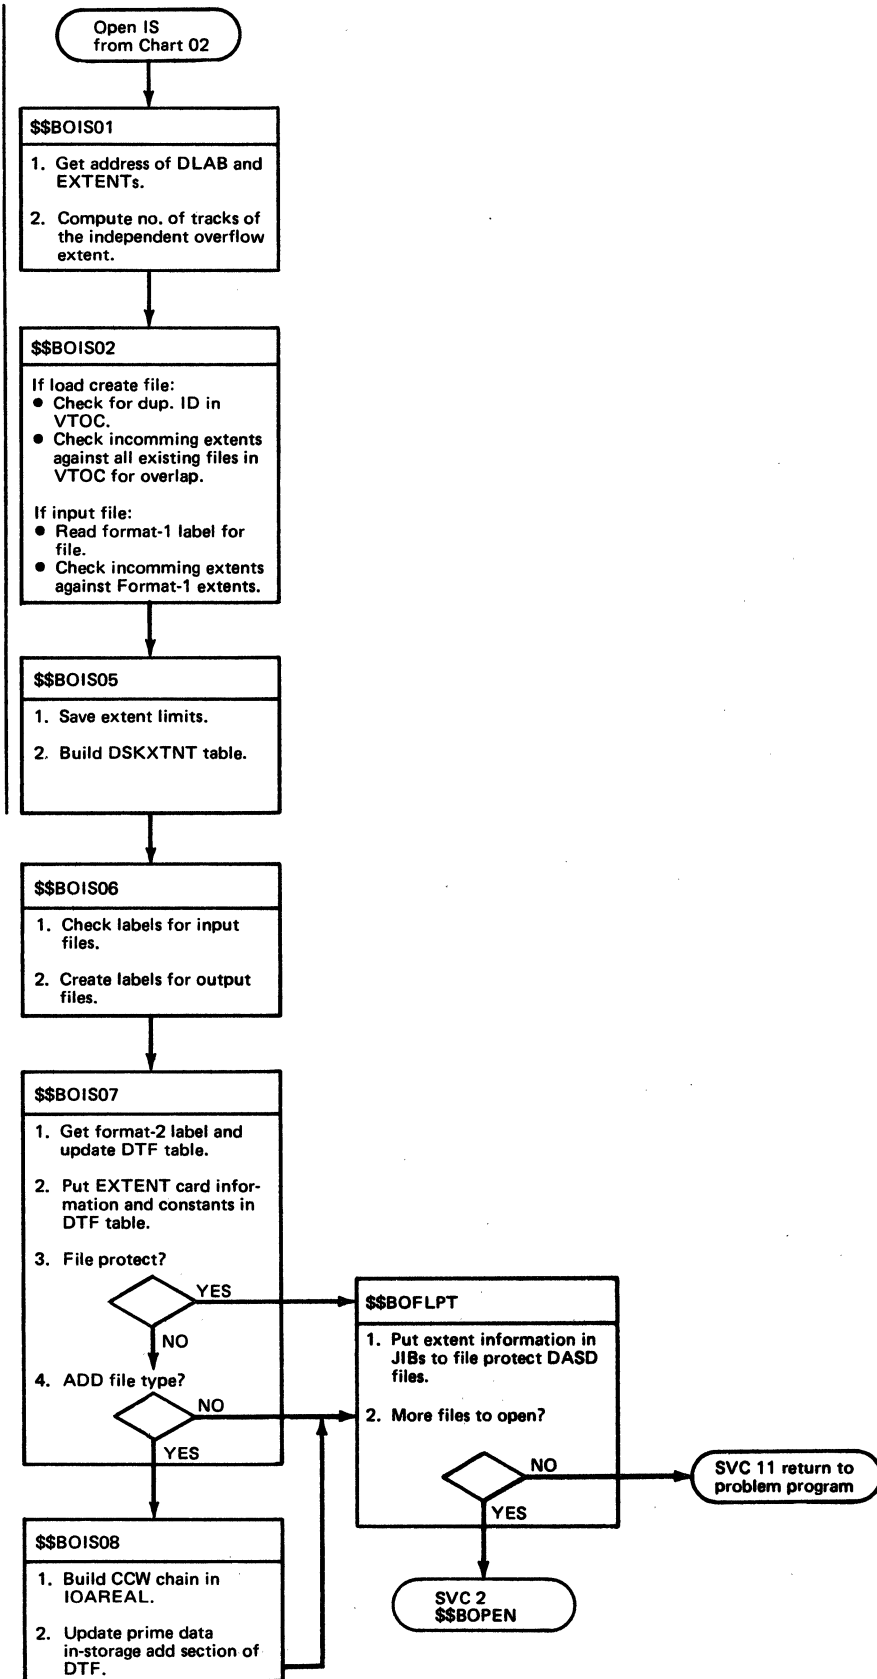 Open IS
from Chart 02
$$BOIS01
1. Get address of DLAB and
EXTENTs.
2. Compute no. of tracks of
the independent overflow
extent.
$$BOIS02
If load create file:
● Check for dup. ID in
VTOC.
● Check incomming extents
against all existing files in
VTOC for overlap.
If input file:
● Read format-1 label for
file.
● Check incomming extents
against Format-1 extents.
$$BOIS05
1. Save extent limits.
2. Build DSKXTNT table.
$$BOIS06
1. Check labels for input
files.
2. Create labels for output
files.
$$BOIS07
1. Get format-2 label and
update DTF table.
2. Put EXTENT card infor-
mation and constants in
DTF table.
3. File protect?
YES
NO
4. ADD file type?
NO
YES
$$BOFLPT
1. Put extent information in
JIBs to file protect DASD
files.
2. More files to open?
NO
YES
SVC 11 return to
problem program
SVC 2
$$BOPEN
$$BOIS08
1. Build CCW chain in
IOAREAL.
2. Update prime data
in-storage add section of
DTF.